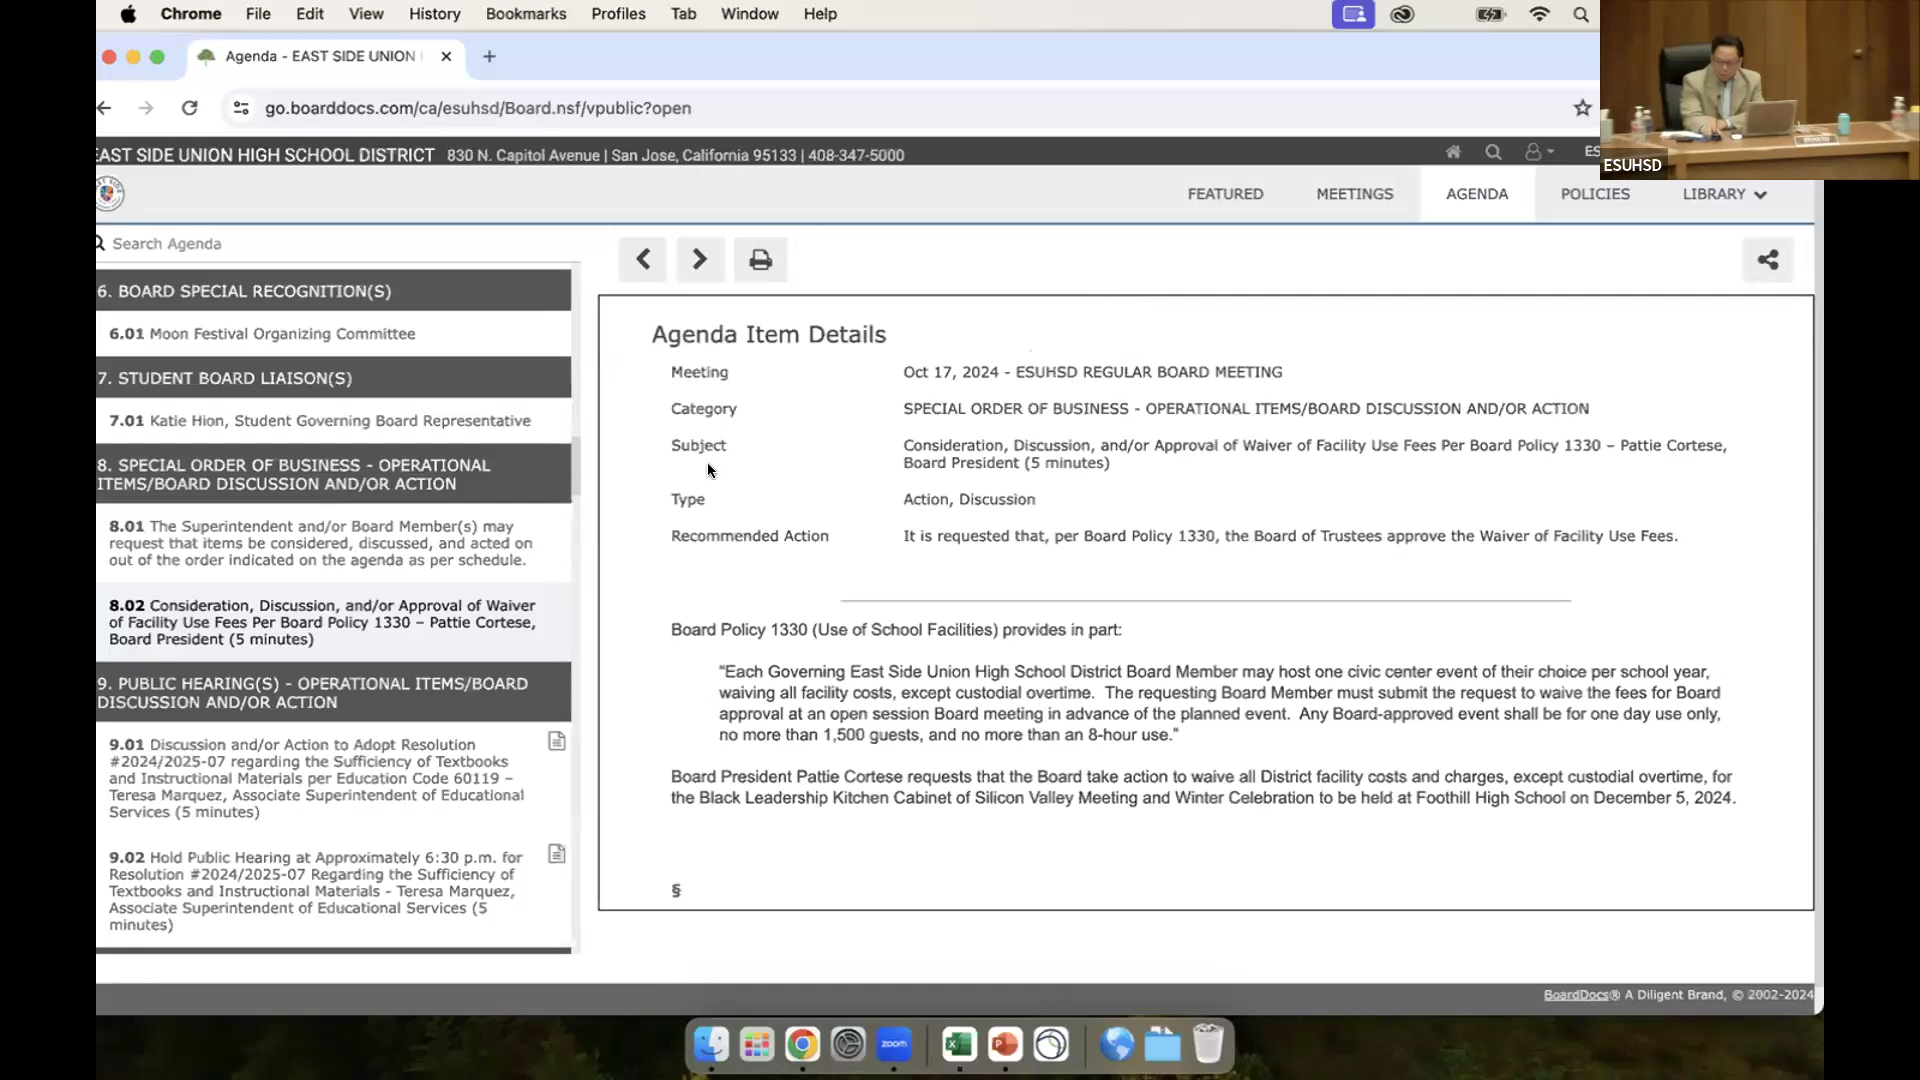 Chrome File Edit View History Bookmarks Profiles Tab Window Help
Agenda - EAST SIDE UNION
go.boarddocs.com/ca/esuhsd/Board.nsf/vpublic?open
EAST SIDE UNION HIGH SCHOOL DISTRICT 830 N. Capitol Avenue | San Jose, California 95133 | 408-347-5000
ES
ESUHSD
FEATURED MEETINGS AGENDA POLICIES LIBRARY
Search Agenda
6. BOARD SPECIAL RECOGNITION(S)
6.01 Moon Festival Organizing Committee
7. STUDENT BOARD LIAISON(S)
7.01 Katie Hion, Student Governing Board Representative
8. SPECIAL ORDER OF BUSINESS - OPERATIONAL
ITEMS/BOARD DISCUSSION AND/OR ACTION
8.01 The Superintendent and/or Board Member(s) may
request that items be considered, discussed, and acted on
out of the order indicated on the agenda as per schedule.
8.02 Consideration, Discussion, and/or Approval of Waiver
of Facility Use Fees Per Board Policy 1330 – Pattie Cortese,
Board President (5 minutes)
9. PUBLIC HEARING(S) - OPERATIONAL ITEMS/BOARD
DISCUSSION AND/OR ACTION
9.01 Discussion and/or Action to Adopt Resolution
#2024/2025-07 regarding the Sufficiency of Textbooks
and Instructional Materials per Education Code 60119 –
Teresa Marquez, Associate Superintendent of Educational
Services (5 minutes)
9.02 Hold Public Hearing at Approximately 6:30 p.m. for
Resolution #2024/2025-07 Regarding the Sufficiency of
Textbooks and Instructional Materials - Teresa Marquez,
Associate Superintendent of Educational Services (5
minutes)
Agenda Item Details
Meeting Oct 17, 2024 - ESUHSD REGULAR BOARD MEETING
Category SPECIAL ORDER OF BUSINESS - OPERATIONAL ITEMS/BOARD DISCUSSION AND/OR ACTION
Subject Consideration, Discussion, and/or Approval of Waiver of Facility Use Fees Per Board Policy 1330 – Pattie Cortese,
Board President (5 minutes)
Type Action, Discussion
Recommended Action It is requested that, per Board Policy 1330, the Board of Trustees approve the Waiver of Facility Use Fees.
Board Policy 1330 (Use of School Facilities) provides in part:
“Each Governing East Side Union High School District Board Member may host one civic center event of their choice per school year,
waiving all facility costs, except custodial overtime. The requesting Board Member must submit the request to waive the fees for Board
approval at an open session Board meeting in advance of the planned event. Any Board-approved event shall be for one day use only,
no more than 1,500 guests, and no more than an 8-hour use.”
Board President Pattie Cortese requests that the Board take action to waive all District facility costs and charges, except custodial overtime, for
the Black Leadership Kitchen Cabinet of Silicon Valley Meeting and Winter Celebration to be held at Foothill High School on December 5, 2024.
§
BoardDocs® A Diligent Brand, © 2002-2024
zoom